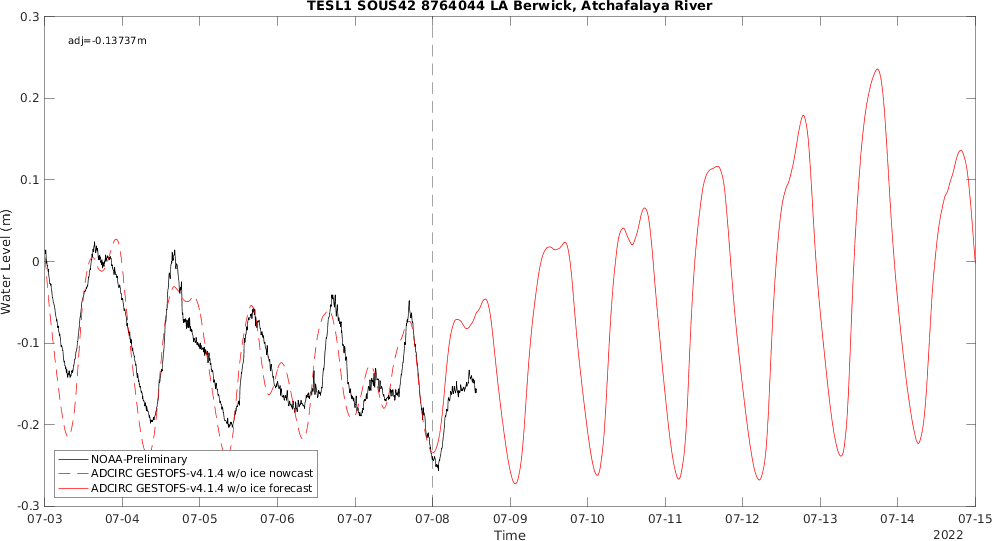 TESL1 SOUS42 8764044 LA Berwick, Atchafalaya River
adj=-0.13737m
0.3
0.2
0.1
0
-0.1
-0.2
-0.3
Water Level (m)
NOAA-Preliminary
ADCIRC GESTOFS-v4.1.4 w/o ice nowcast
ADCIRC GESTOFS-v4.1.4 w/o ice forecast
07-03 07-04 07-05 07-06 07-07 07-08 07-09 07-10 07-11 07-12 07-13 07-14 07-15
Time
2022